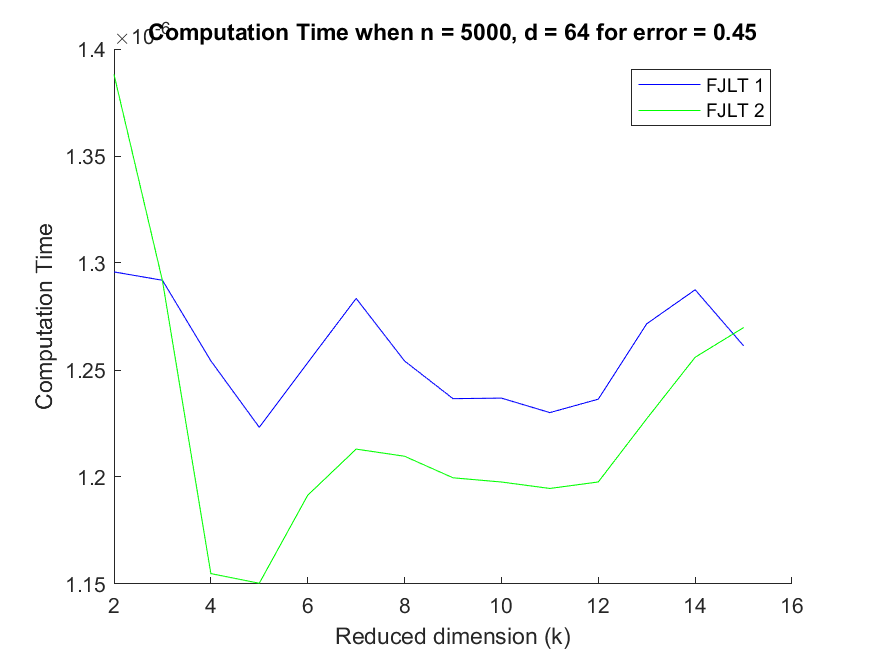 Computation Time when n = 5000, d = 64 for error = 0.45
×10-6
1.4
1.35
1.3
1.25
1.2
1.15
Computation Time
FJLT 1
FJLT 2
2 4 6 8 10 12 14 16
Reduced dimension (k)